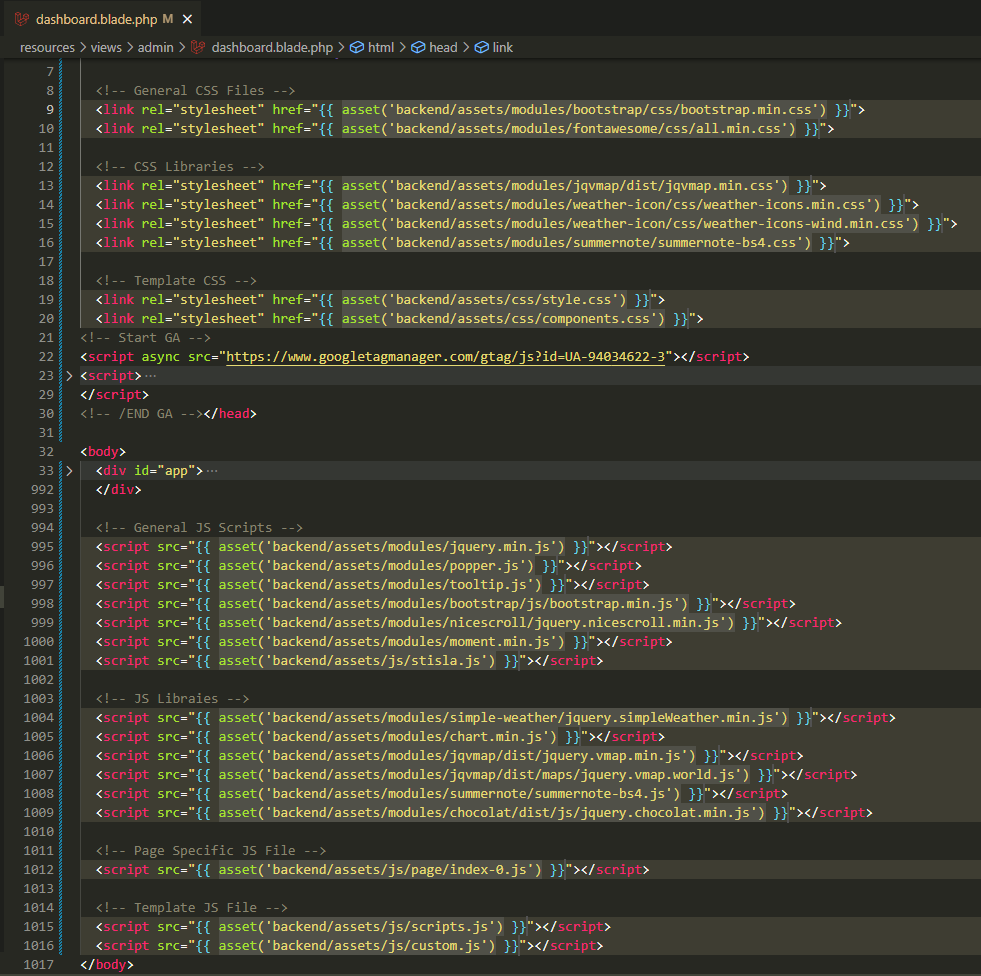 dashboard.blade.php M ×
resources > views > admin > dashboard.blade.php > html > head > link
7
8 <!-- General CSS Files -->
9 <link rel="stylesheet" href="{{ asset('backend/assets/modules/bootstrap/css/bootstrap.min.css') }}">
10 <link rel="stylesheet" href="{{ asset('backend/assets/modules/fontawesome/css/all.min.css') }}">
11
12 <!-- CSS Libraries -->
13 <link rel="stylesheet" href="{{ asset('backend/assets/modules/jqvmap/dist/jqvmap.min.css') }}">
14 <link rel="stylesheet" href="{{ asset('backend/assets/modules/weather-icon/css/weather-icons.min.css') }}">
15 <link rel="stylesheet" href="{{ asset('backend/assets/modules/weather-icon/css/weather-icons-wind.min.css') }}">
16 <link rel="stylesheet" href="{{ asset('backend/assets/modules/summernote/summernote-bs4.css') }}">
17
18 <!-- Template CSS -->
19 <link rel="stylesheet" href="{{ asset('backend/assets/css/style.css') }}">
20 <link rel="stylesheet" href="{{ asset('backend/assets/css/components.css') }}">
21 <!-- Start GA -->
22 <script async src="https://www.googletagmanager.com/gtag/js?id=UA-94034622-3"></script>
23 > <script>···
29 </script>
30 <!-- /END GA --></head>
31
32 <body>
33 > <div id="app">···
992 </div>
993
994 <!-- General JS Scripts -->
995 <script src="{{ asset('backend/assets/modules/jquery.min.js') }}"></script>
996 <script src="{{ asset('backend/assets/modules/popper.js') }}"></script>
997 <script src="{{ asset('backend/assets/modules/tooltip.js') }}"></script>
998 <script src="{{ asset('backend/assets/modules/bootstrap/js/bootstrap.min.js') }}"></script>
999 <script src="{{ asset('backend/assets/modules/nicescroll/jquery.nicescroll.min.js') }}"></script>
1000 <script src="{{ asset('backend/assets/modules/moment.min.js') }}"></script>
1001 <script src="{{ asset('backend/assets/js/stisla.js') }}"></script>
1002
1003 <!-- JS Libraies -->
1004 <script src="{{ asset('backend/assets/modules/simple-weather/jquery.simpleWeather.min.js') }}"></script>
1005 <script src="{{ asset('backend/assets/modules/chart.min.js') }}"></script>
1006 <script src="{{ asset('backend/assets/modules/jqvmap/dist/jquery.vmap.min.js') }}"></script>
1007 <script src="{{ asset('backend/assets/modules/jqvmap/dist/maps/jquery.vmap.world.js') }}"></script>
1008 <script src="{{ asset('backend/assets/modules/summernote/summernote-bs4.js') }}"></script>
1009 <script src="{{ asset('backend/assets/modules/chocolat/dist/js/jquery.chocolat.min.js') }}"></script>
1010
1011 <!-- Page Specific JS File -->
1012 <script src="{{ asset('backend/assets/js/page/index-0.js') }}"></script>
1013
1014 <!-- Template JS File -->
1015 <script src="{{ asset('backend/assets/js/scripts.js') }}"></script>
1016 <script src="{{ asset('backend/assets/js/custom.js') }}"></script>
1017 </body>